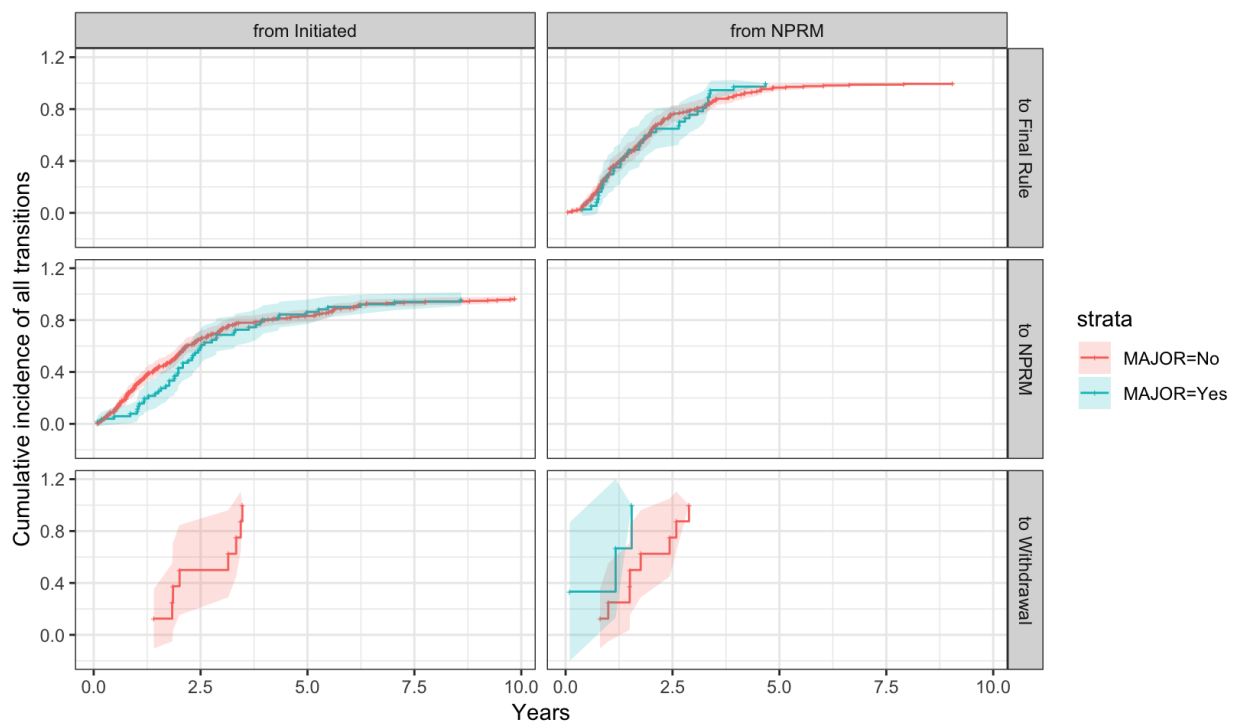 from Initiated
from NPRM
1.2
0.8
0.4
0.0
to Final Rule
1.2
0.8
0.4
0.0
to NPRM
1.2
0.8
0.4
0.0
to Withdrawal
Cumulative incidence of all transitions
0.0 2.5 5.0 7.5 10.0
0.0 2.5 5.0 7.5 10.0
Years
strata
MAJOR=No
MAJOR=Yes